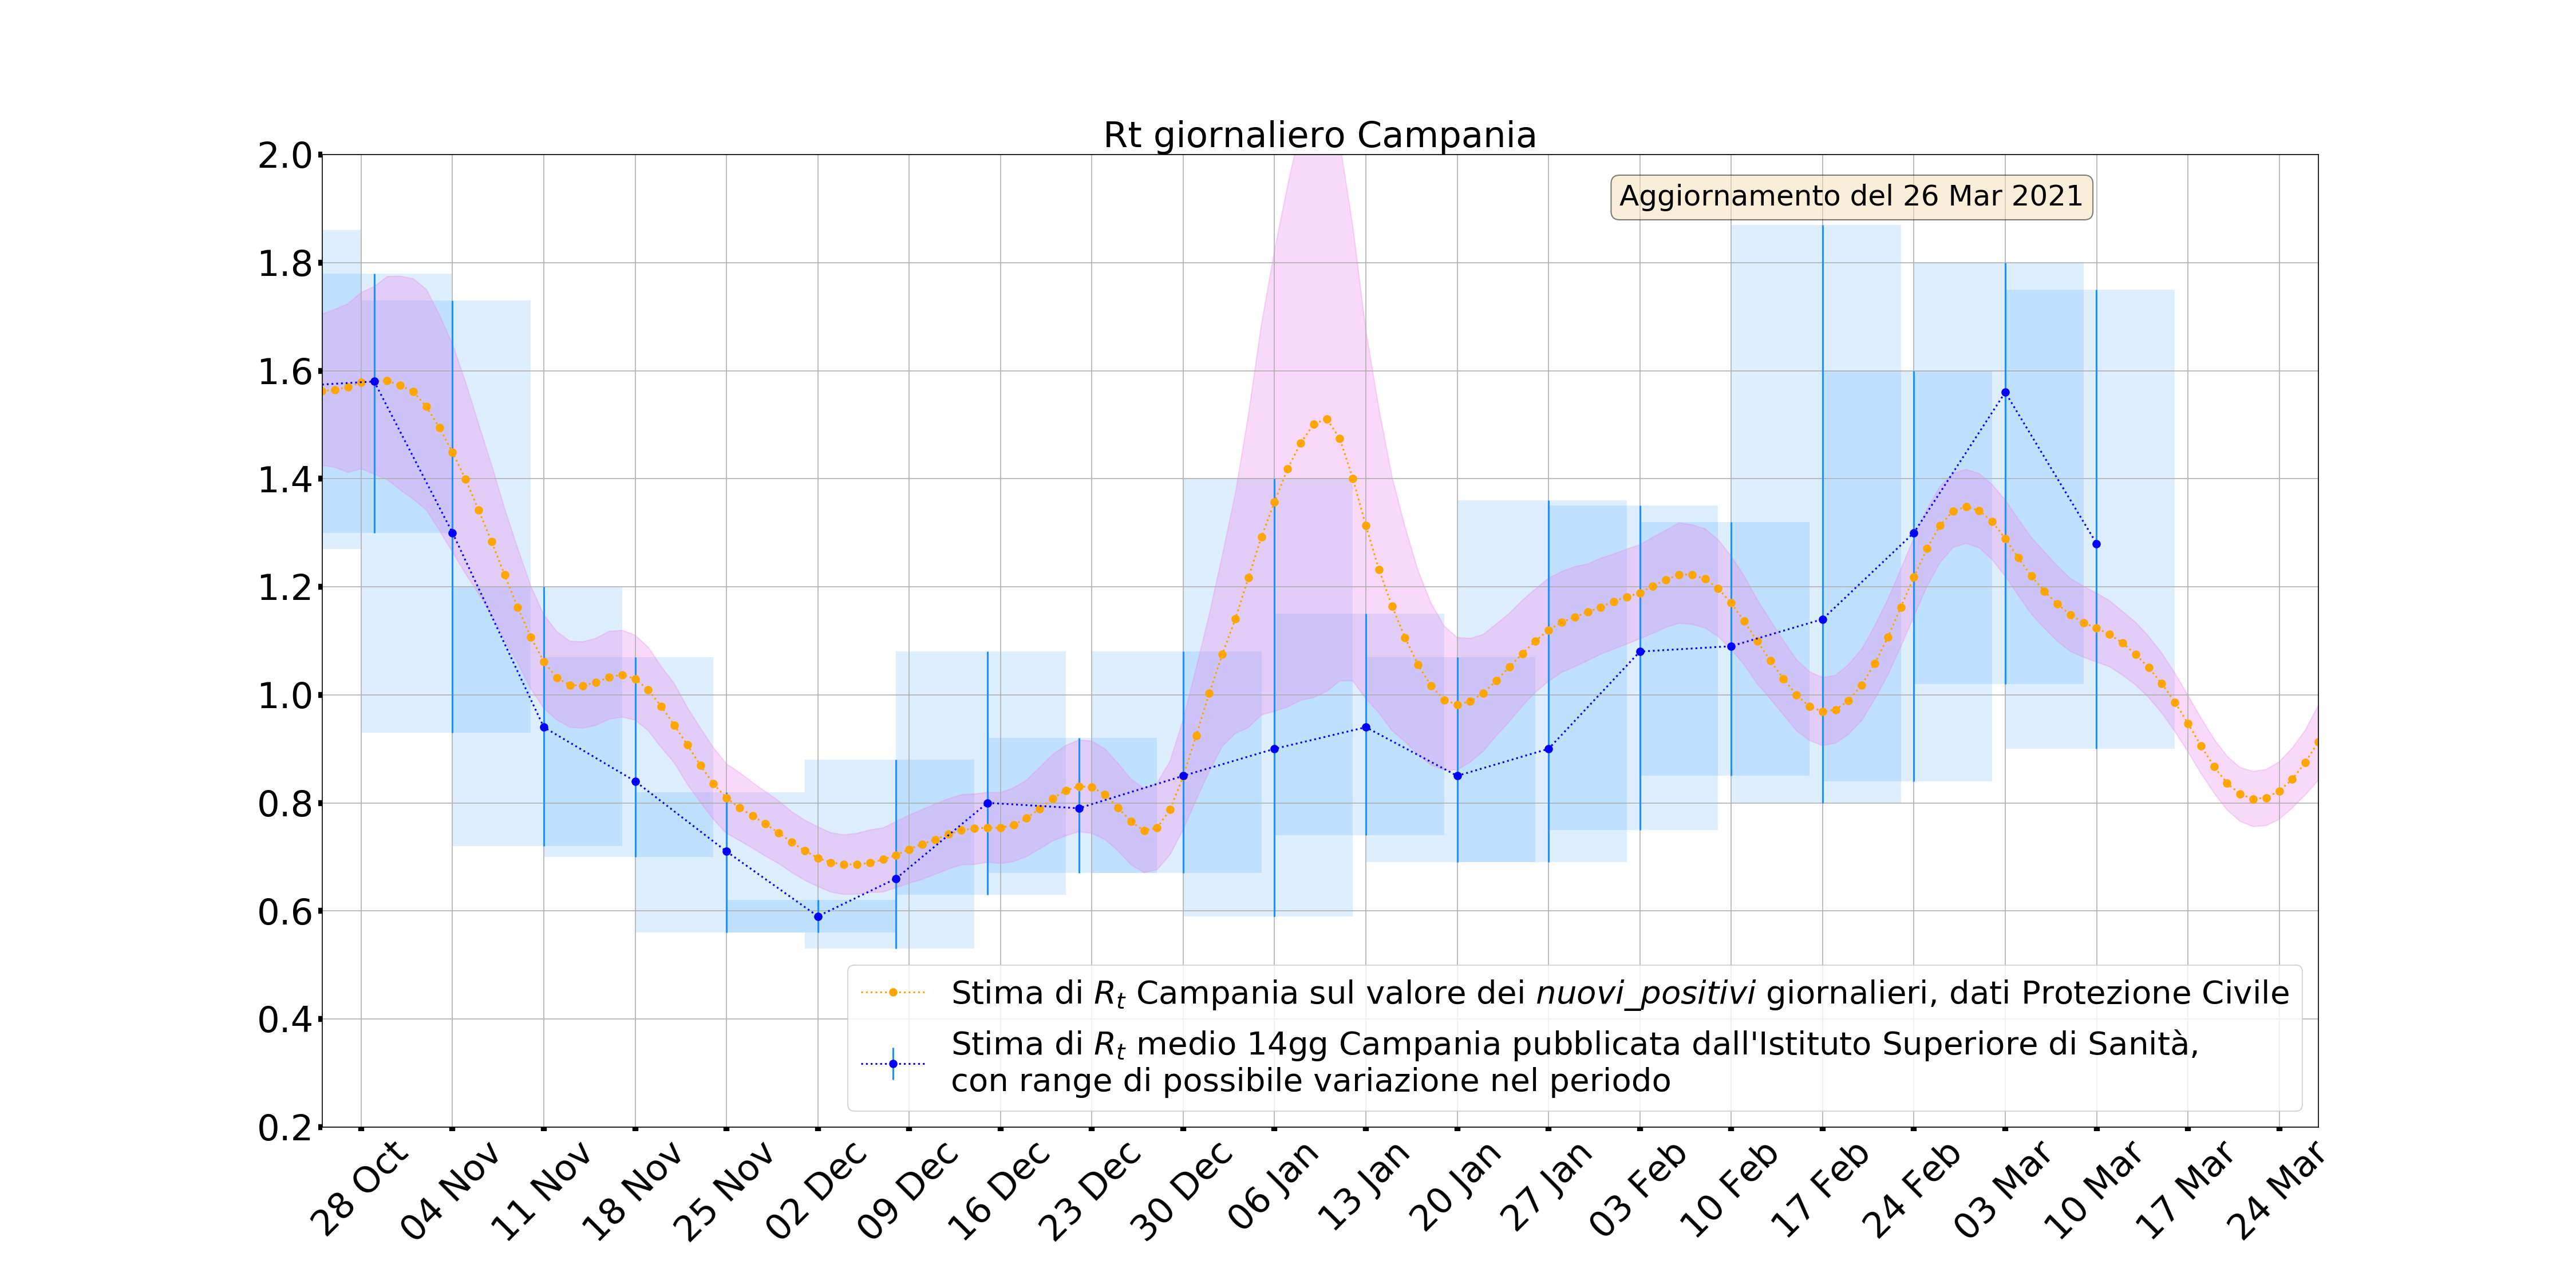 Rt giornaliero Campania
Aggiornamento del 26 Mar 2021
2.0
1.8
1.6
1.4
1.2
1.0
0.8
0.6
0.4
0.2
Stima di Rt Campania sul valore dei nuovi_positivi giornalieri, dati Protezione Civile
Stima di Rt medio 14gg Campania pubblicata dall'Istituto Superiore di Sanità,
con range di possibile variazione nel periodo
28 Oct
04 Nov
11 Nov
18 Nov
25 Nov
02 Dec
09 Dec
16 Dec
23 Dec
30 Dec
06 Jan
13 Jan
20 Jan
27 Jan
03 Feb
10 Feb
17 Feb
24 Feb
03 Mar
10 Mar
17 Mar
24 Mar